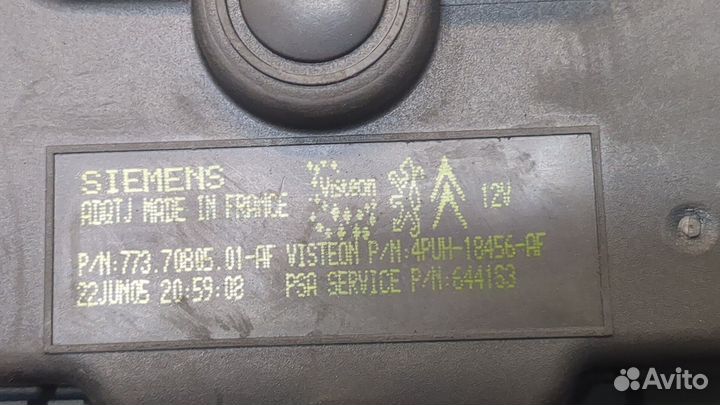 SIEMENS
ADQTJ MADE IN FRANCE
Visteon
12V
P/N:773.70805.01-AF VISTEON P/N:4PUH-18456-AF
22JUN05 20:59:08 PSA SERVICE P/N:6441S3
Avito